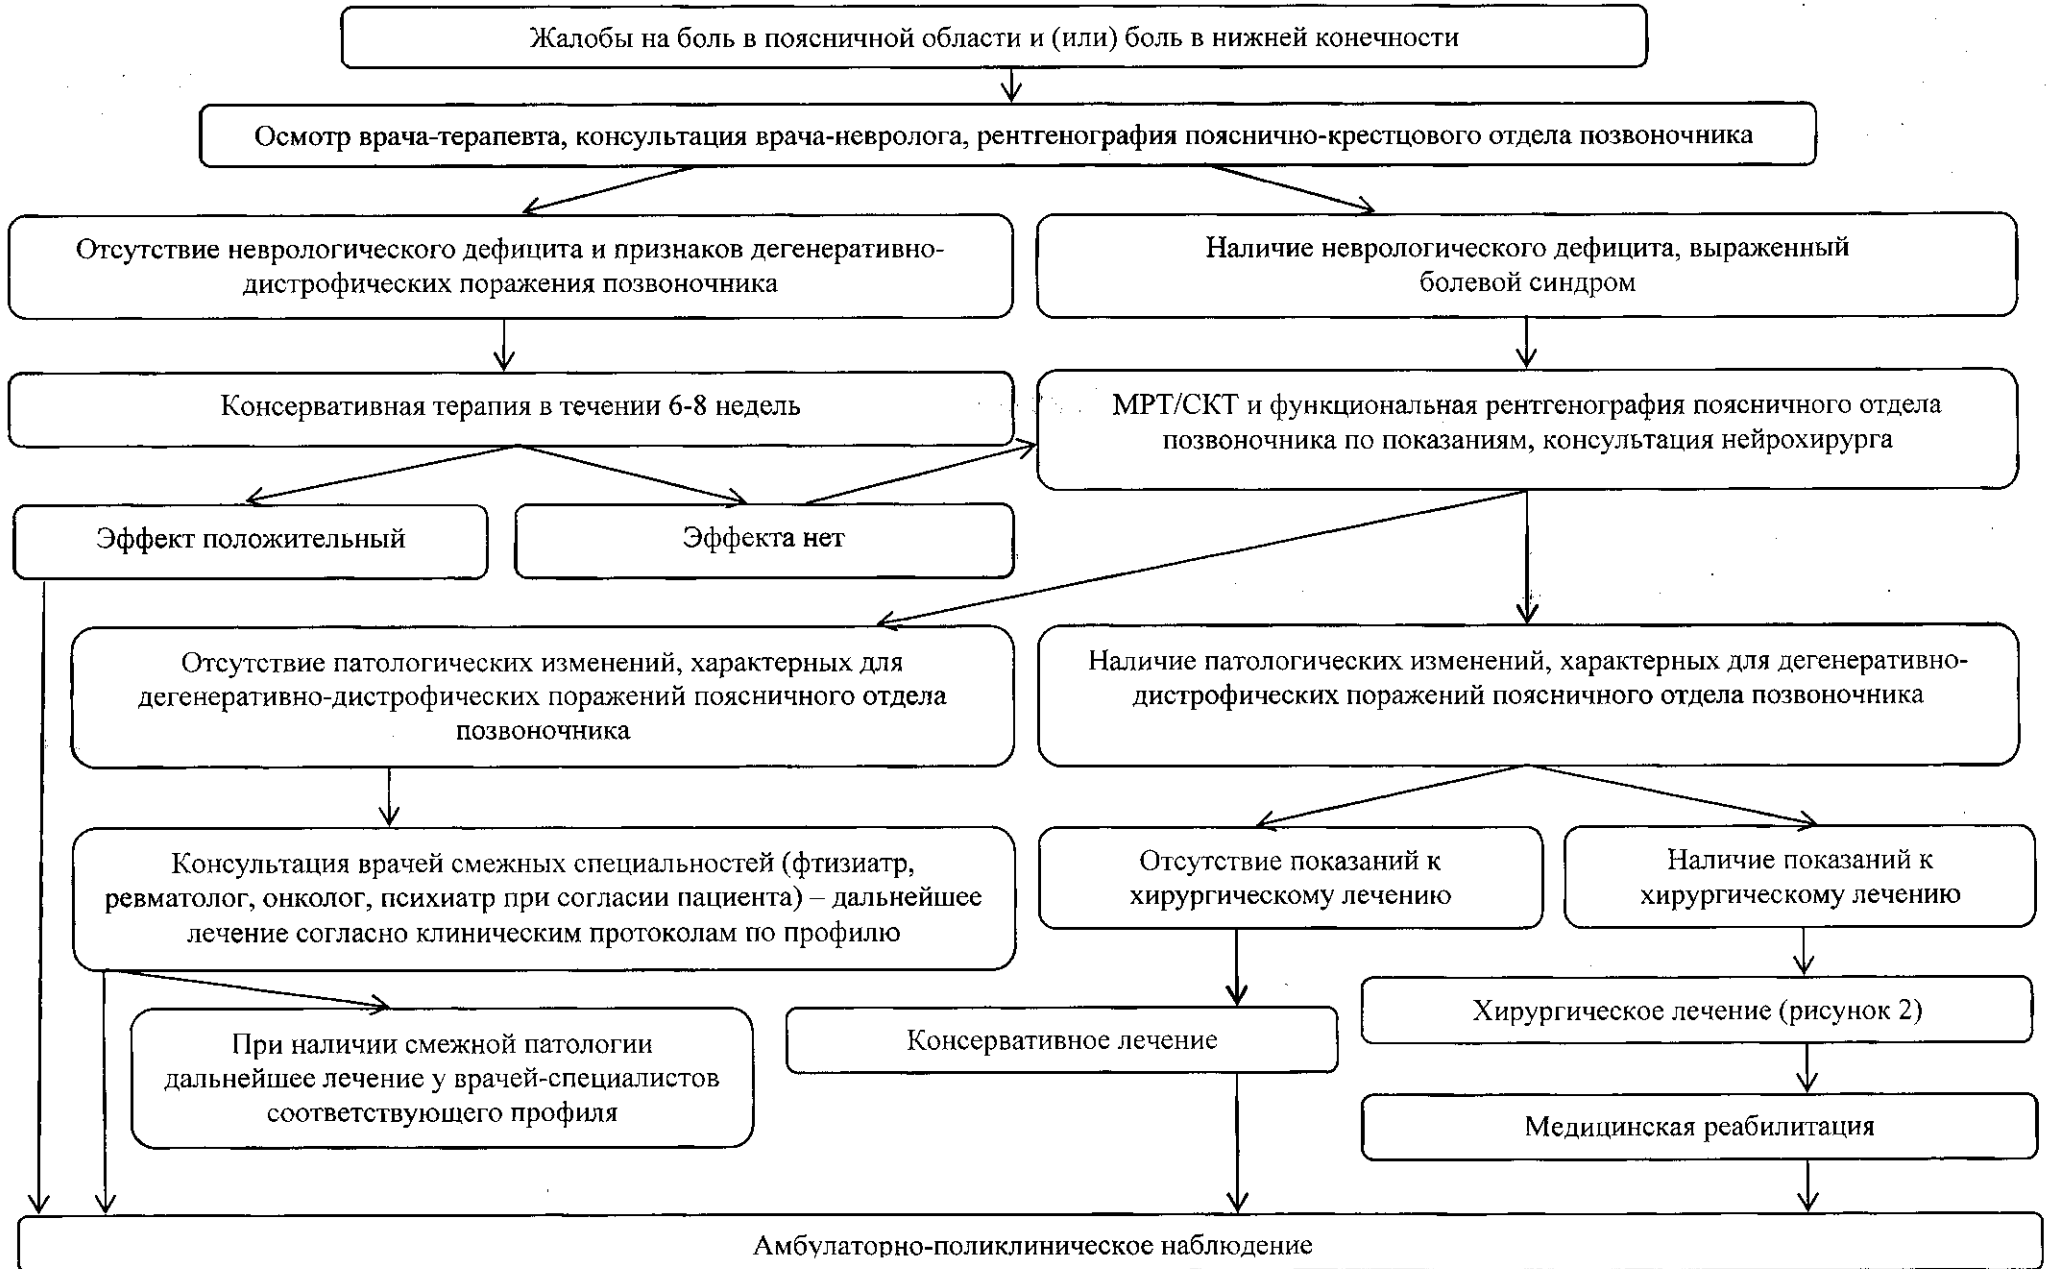 Жалобы на боль в поясничной области и (или) боль в нижней конечности
Осмотр врача-терапевта, консультация врача-невролога, рентгенография пояснично-крестцового отдела позвоночника
Отсутствие неврологического дефицита и признаков дегенеративно-
дистрофических поражения позвоночника
Наличие неврологического дефицита, выраженный
болевой синдром
Консервативная терапия в течении 6-8 недель
МРТ/СКТ и функциональная рентгенография поясничного отдела
позвоночника по показаниям, консультация нейрохирурга
Эффект положительный
Эффекта нет
Отсутствие патологических изменений, характерных для
дегенеративно-дистрофических поражений поясничного отдела
позвоночника
Наличие патологических изменений, характерных для дегенеративно-
дистрофических поражений поясничного отдела позвоночника
Консультация врачей смежных специальностей (фтизиатр,
ревматолог, онколог, психиатр при согласии пациента) – дальнейшее
лечение согласно клиническим протоколам по профилю
Отсутствие показаний к
хирургическому лечению
Наличие показаний к
хирургическому лечению
При наличии смежной патологии
дальнейшее лечение у врачей-специалистов
соответствующего профиля
Консервативное лечение
Хирургическое лечение (рисунок 2)
Медицинская реабилитация
Амбулаторно-поликлиническое наблюдение